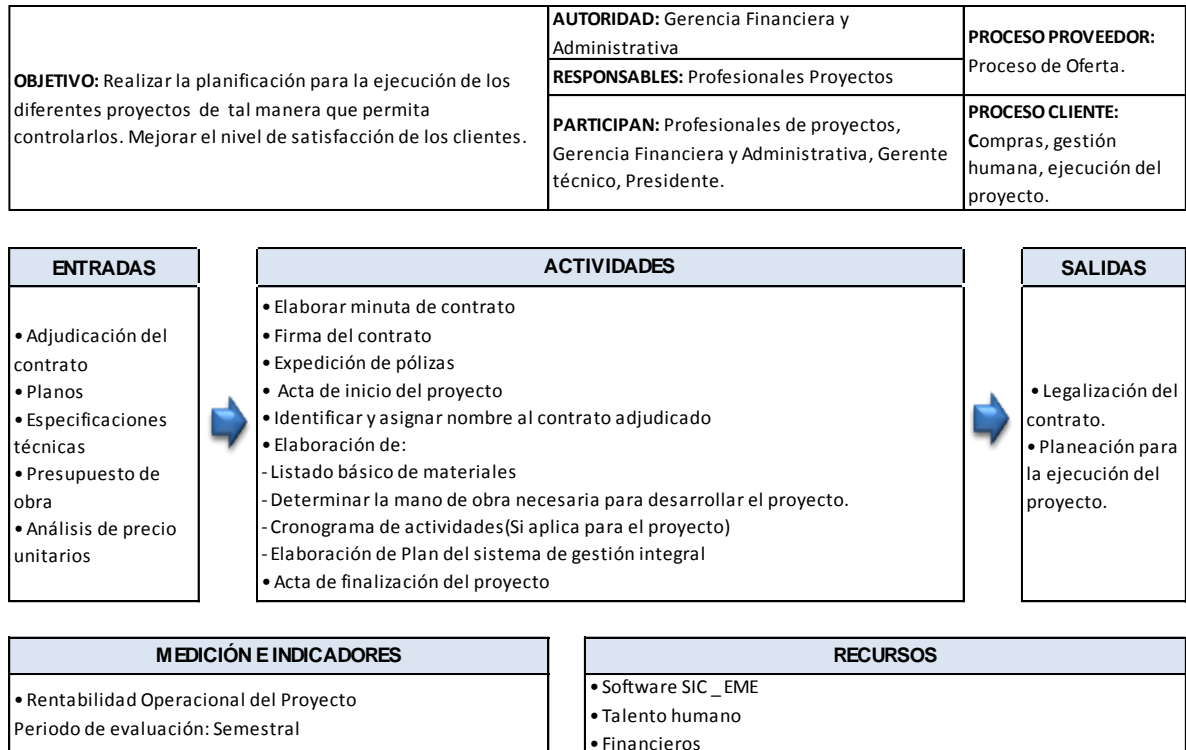 OBJETIVO: Realizar la planificación para la ejecución de los
diferentes proyectos de tal manera que permita
controlarlos. Mejorar el nivel de satisfacción de los clientes.
AUTORIDAD: Gerencia Financiera y
Administrativa
RESPONSABLES: Profesionales Proyectos
PARTICIPAN: Profesionales de proyectos,
Gerencia Financiera y Administrativa, Gerente
técnico, Presidente.
PROCESO PROVEEDOR:
Proceso de Oferta.
PROCESO CLIENTE:
Compras, gestión
humana, ejecución del
proyecto.
ENTRADAS
• Adjudicación del
contrato
• Planos
• Especificaciones
técnicas
• Presupuesto de
obra
• Análisis de precio
unitarios
ACTIVIDADES
• Elaborar minuta de contrato
• Firma del contrato
• Expedición de pólizas
• Acta de inicio del proyecto
• Identificar y asignar nombre al contrato adjudicado
• Elaboración de:
- Listado básico de materiales
- Determinar la mano de obra necesaria para desarrollar el proyecto.
- Cronograma de actividades(Si aplica para el proyecto)
- Elaboración de Plan del sistema de gestión integral
• Acta de finalización del proyecto
SALIDAS
• Legalización del
contrato.
• Planeación para
la ejecución del
proyecto.
MEDICIÓN E INDICADORES
• Rentabilidad Operacional del Proyecto
Periodo de evaluación: Semestral
RECURSOS
• Software SIC _ EME
• Talento humano
• Financieros